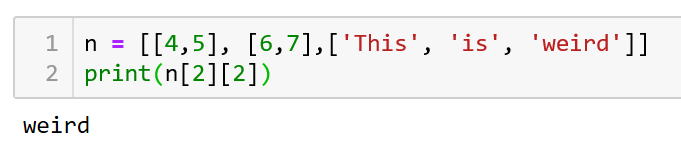 1 n = [[4,5], [6,7],['This', 'is', 'weird']]
2 print(n[2][2])
weird